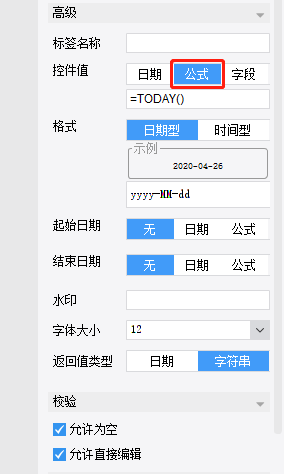 高级
标签名称
控件值 日期 公式 字段
=TODAY()
格式 日期型 时间型
示例
2020-04-26
yyyy-MM-dd
起始日期 无 日期 公式
结束日期 无 日期 公式
水印
字体大小 12
返回值类型 日期 字符串
校验
允许为空
允许直接编辑